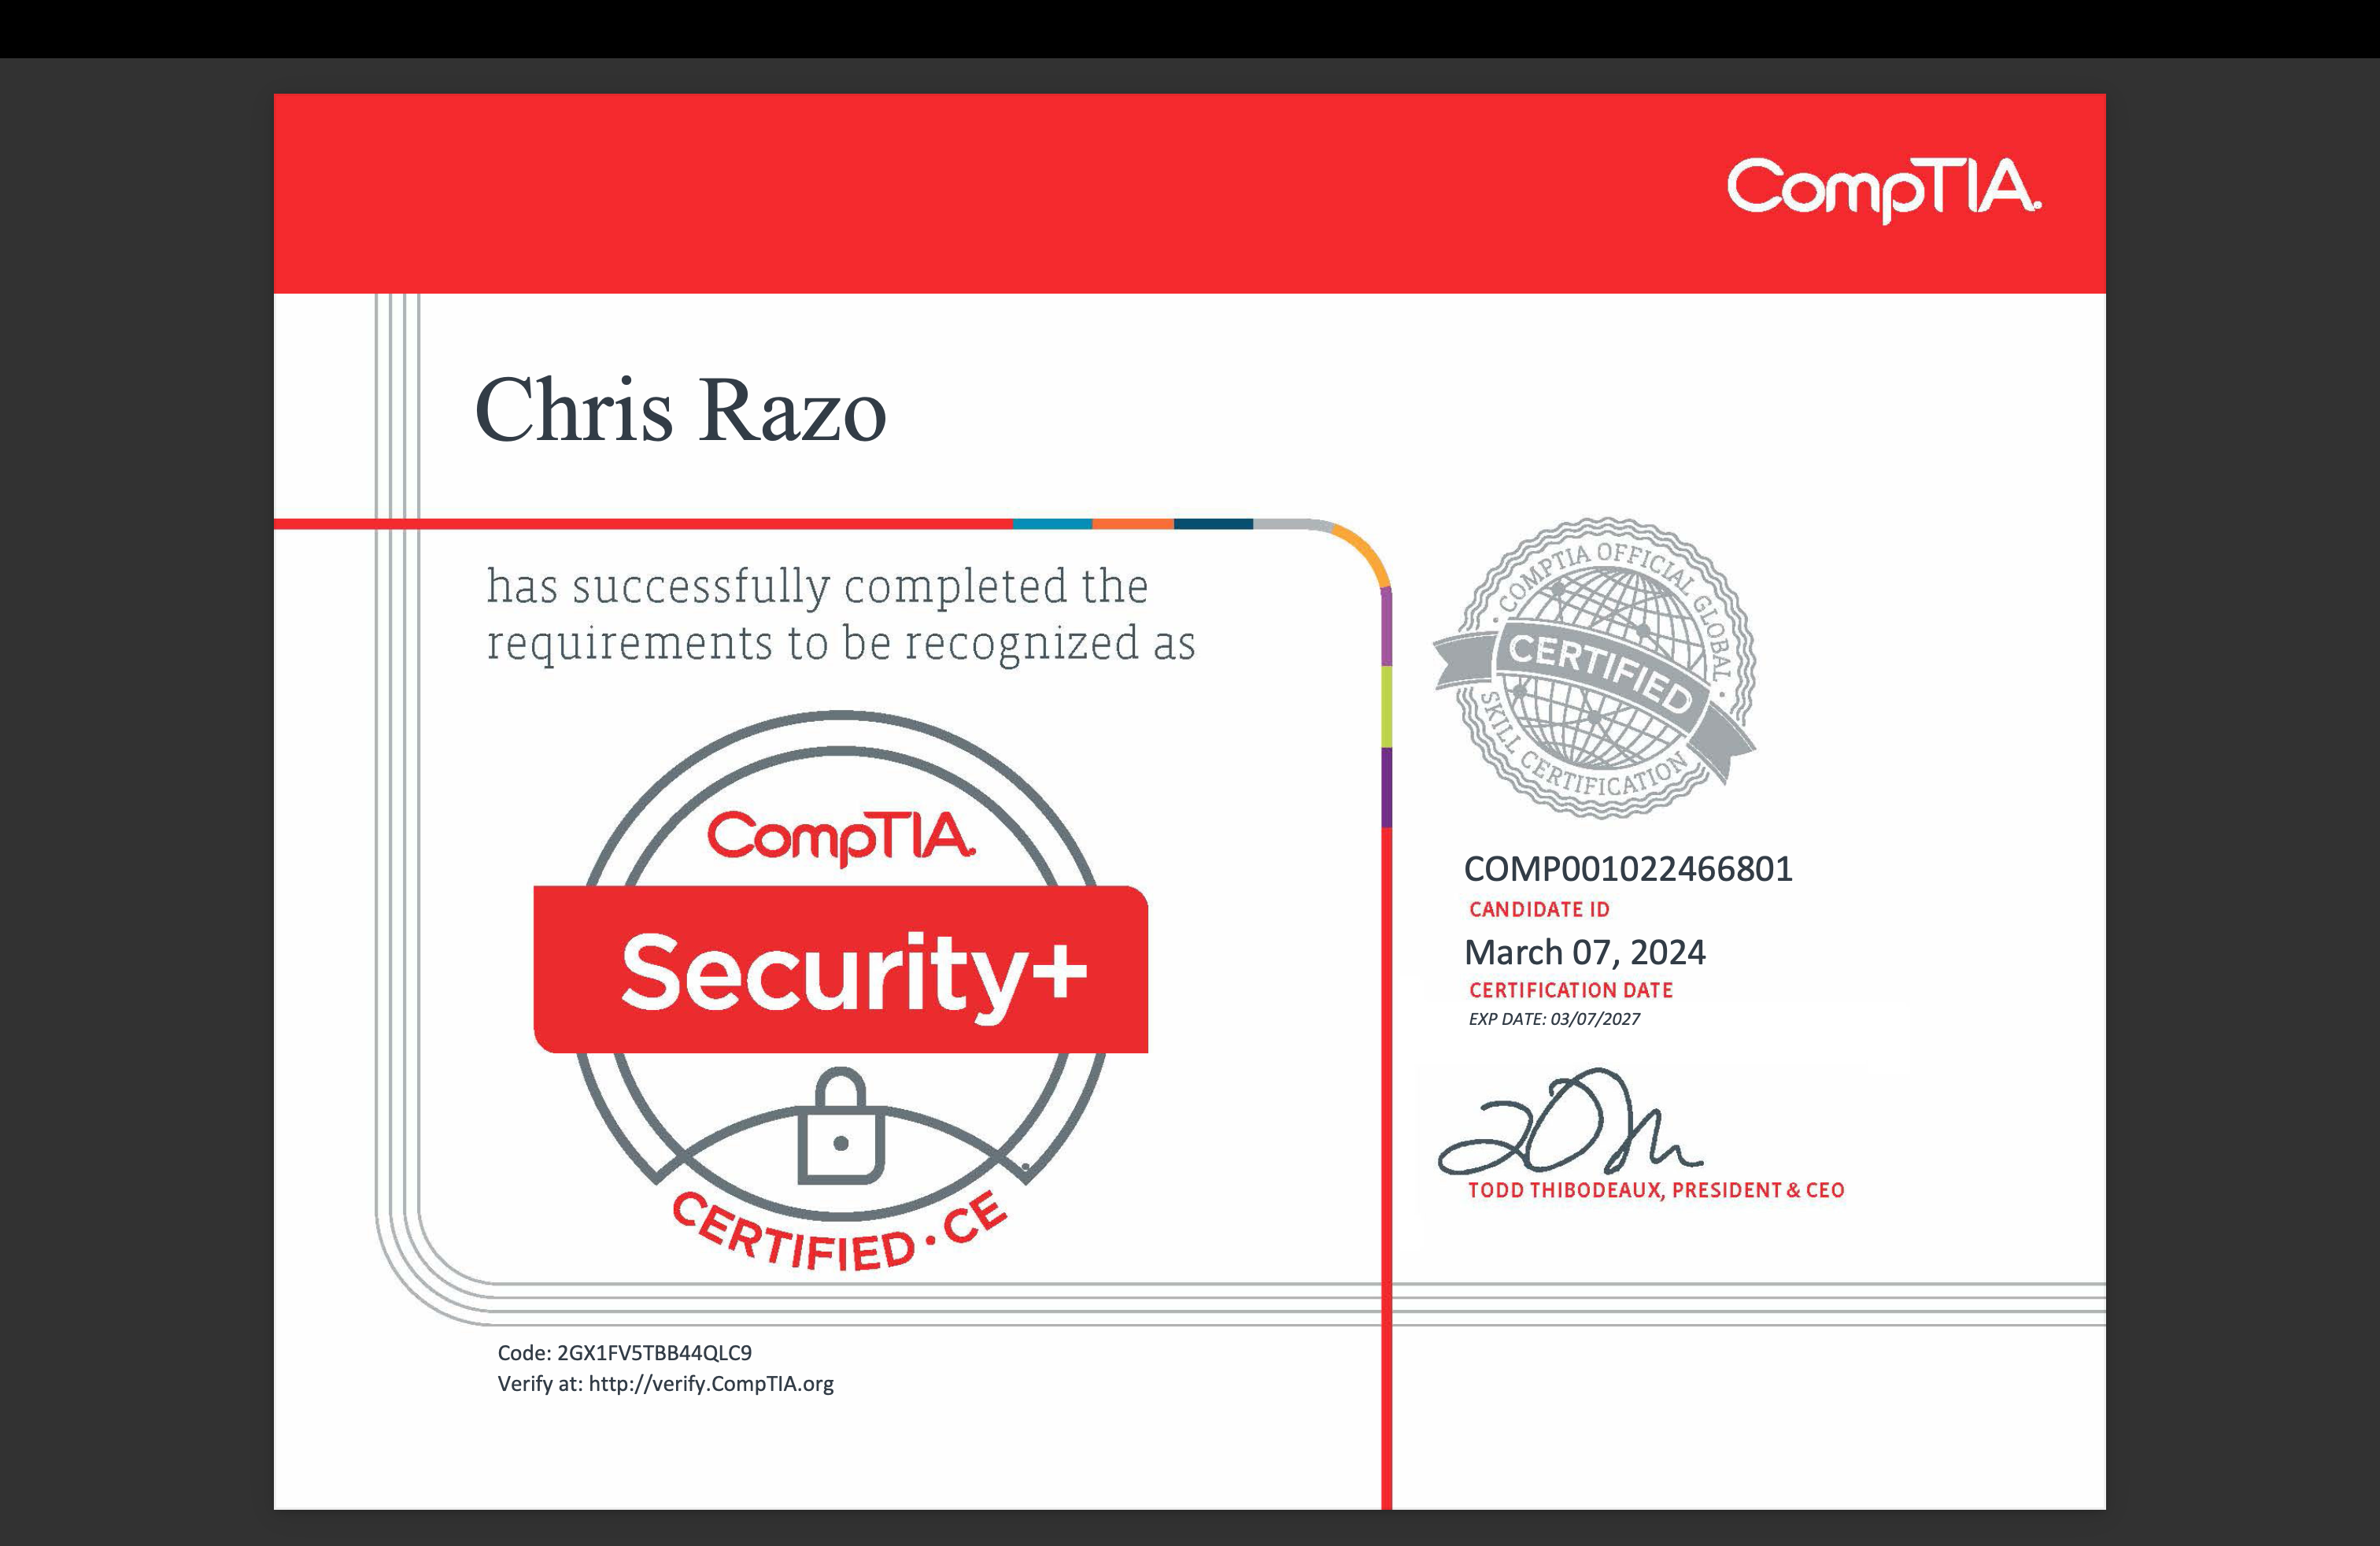 CompTIA.
Chris Razo
has successfully completed the
requirements to be recognized as
COMPTIA OFFICIAL GLOBAL
CERTIFIED
SKILL CERTIFICATION
CompTIA.
Security+
CERTIFIED · CE
COMP001022466801
CANDIDATE ID
March 07, 2024
CERTIFICATION DATE
EXP DATE: 03/07/2027
TODD THIBODEAUX, PRESIDENT & CEO
Code: 2GX1FV5TBB44QLC9
Verify at: http://verify.CompTIA.org